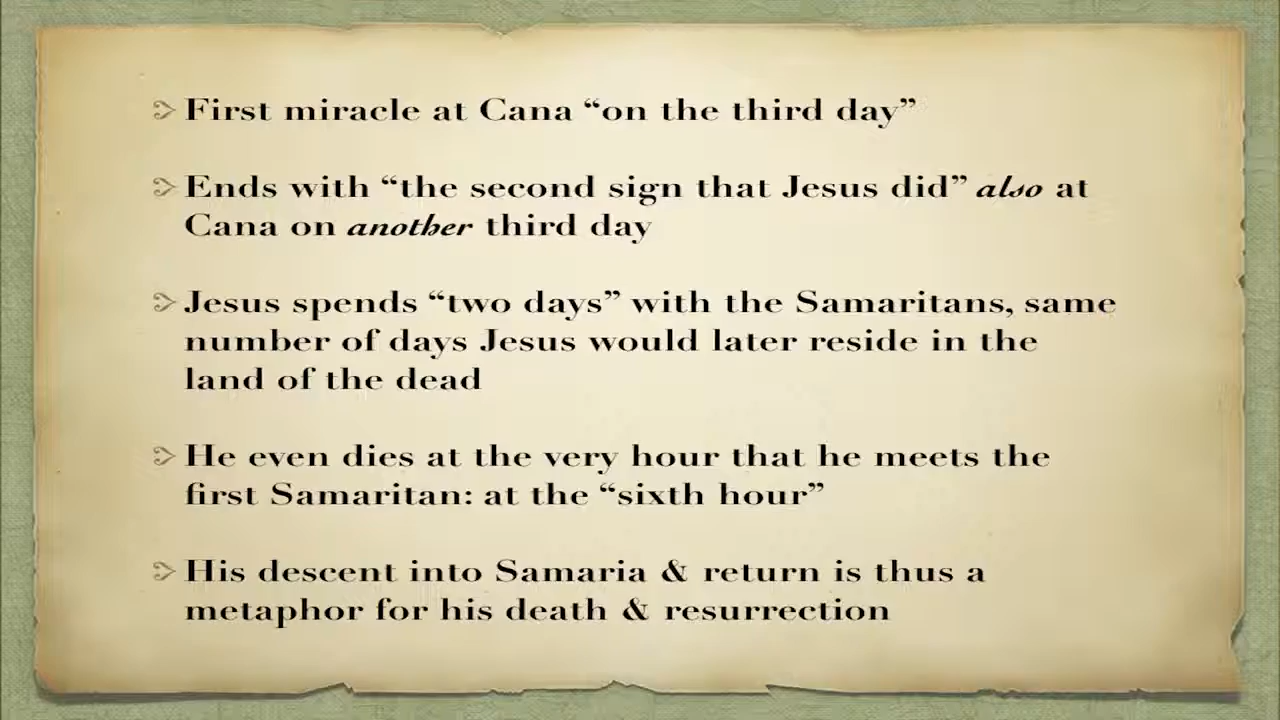 First miracle at Cana “on the third day”
Ends with “the second sign that Jesus did” also at
Cana on another third day
Jesus spends “two days” with the Samaritans, same
number of days Jesus would later reside in the
land of the dead
He even dies at the very hour that he meets the
first Samaritan: at the “sixth hour”
His descent into Samaria & return is thus a
metaphor for his death & resurrection